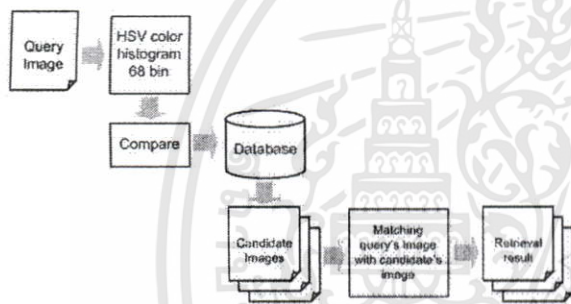 Query
Image
HSV color
histogram
68 bin
Compare
Database
Candidate
Images
Matching
query's image
with candidate's
image
Retrieval
result